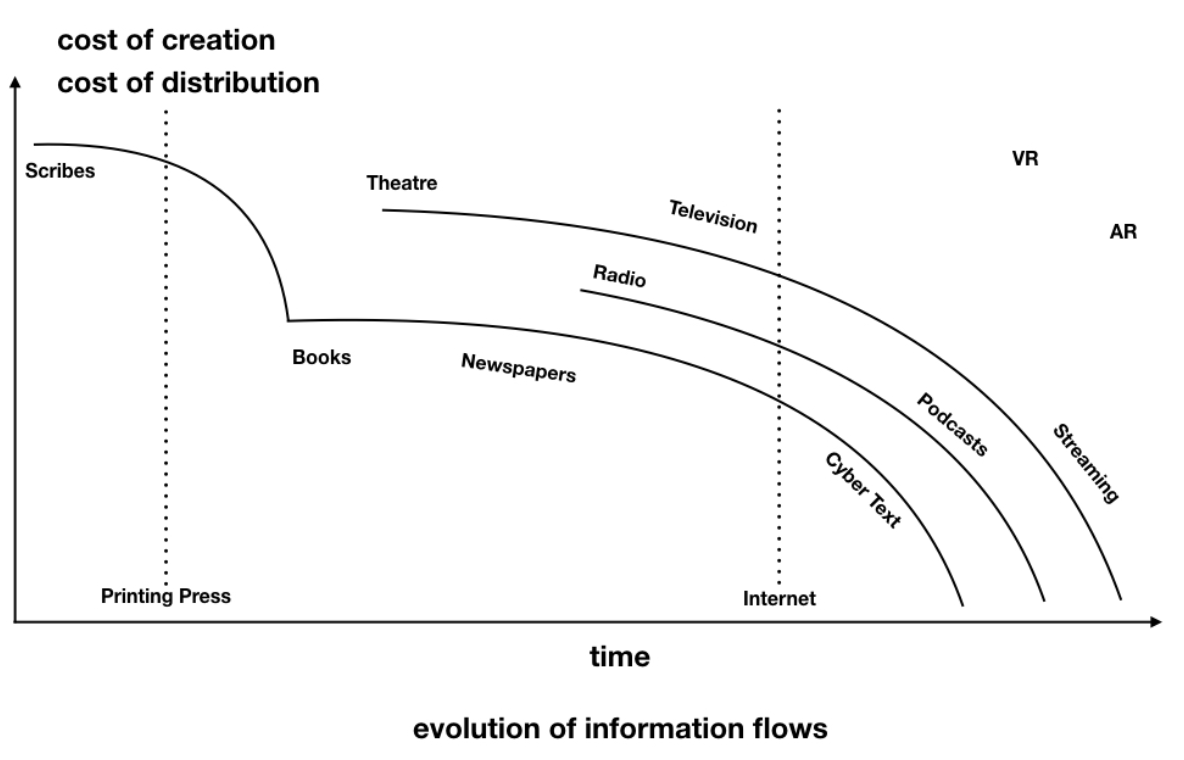 cost of creation
cost of distribution
Scribes
Theatre
Television
VR
AR
Radio
Books
Newspapers
Podcasts
Streaming
Cyber Text
Printing Press
Internet
time
evolution of information flows